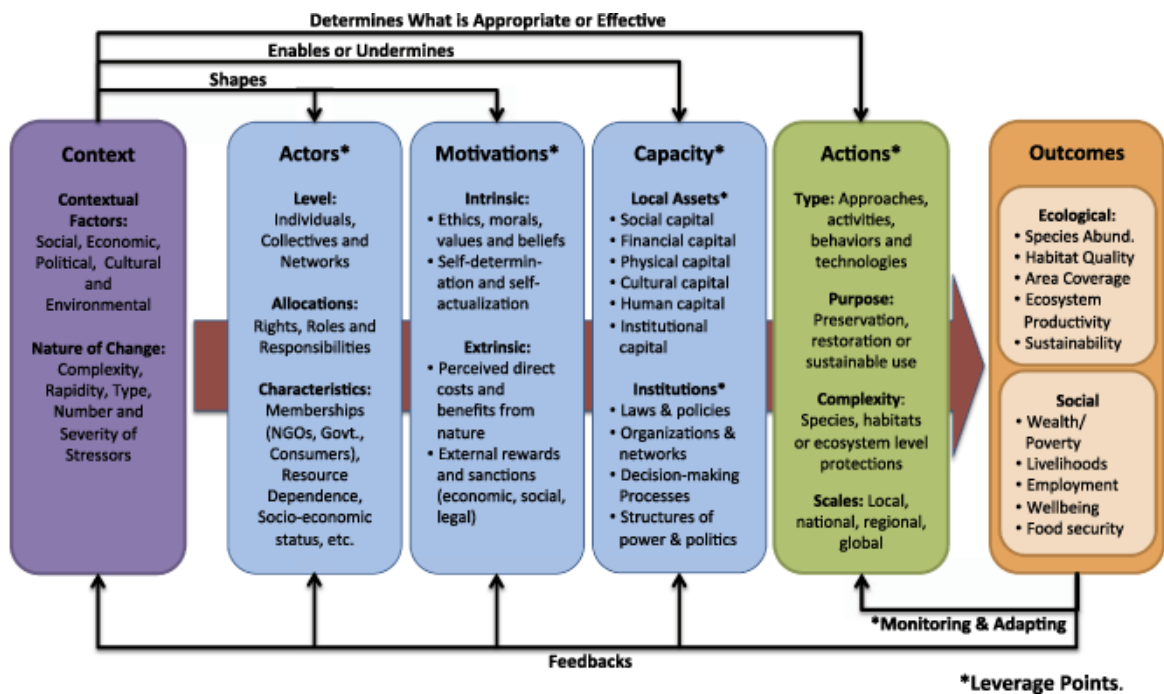 Determines What is Appropriate or Effective
Enables or Undermines
Shapes
Context
Contextual
Factors:
Social, Economic,
Political, Cultural
and
Environmental
Nature of Change:
Complexity,
Rapidity, Type,
Number and
Severity of
Stressors
Actors*
Level:
Individuals,
Collectives and
Networks
Allocations:
Rights, Roles and
Responsibilities
Characteristics:
Memberships
(NGOs, Govt.,
Consumers),
Resource
Dependence,
Socio-economic
status, etc.
Motivations*
Intrinsic:
• Ethics, morals,
values and beliefs
• Self-determin-
ation and self-
actualization
Extrinsic:
• Perceived direct
costs and
benefits from
nature
• External rewards
and sanctions
(economic, social,
legal)
Capacity*
Local Assets*
• Social capital
• Financial capital
• Physical capital
• Cultural capital
• Human capital
• Institutional
capital
Institutions*
• Laws & policies
• Organizations &
networks
• Decision-making
Processes
• Structures of
power & politics
Actions*
Type: Approaches,
activities,
behaviors and
technologies
Purpose:
Preservation,
restoration or
sustainable use
Complexity:
Species, habitats
or ecosystem level
protections
Scales: Local,
national, regional,
global
Outcomes
Ecological:
• Species Abund.
• Habitat Quality
• Area Coverage
• Ecosystem
Productivity
• Sustainability
Social
• Wealth/
Poverty
• Livelihoods
• Employment
• Wellbeing
• Food security
*Monitoring & Adapting
Feedbacks
*Leverage Points.